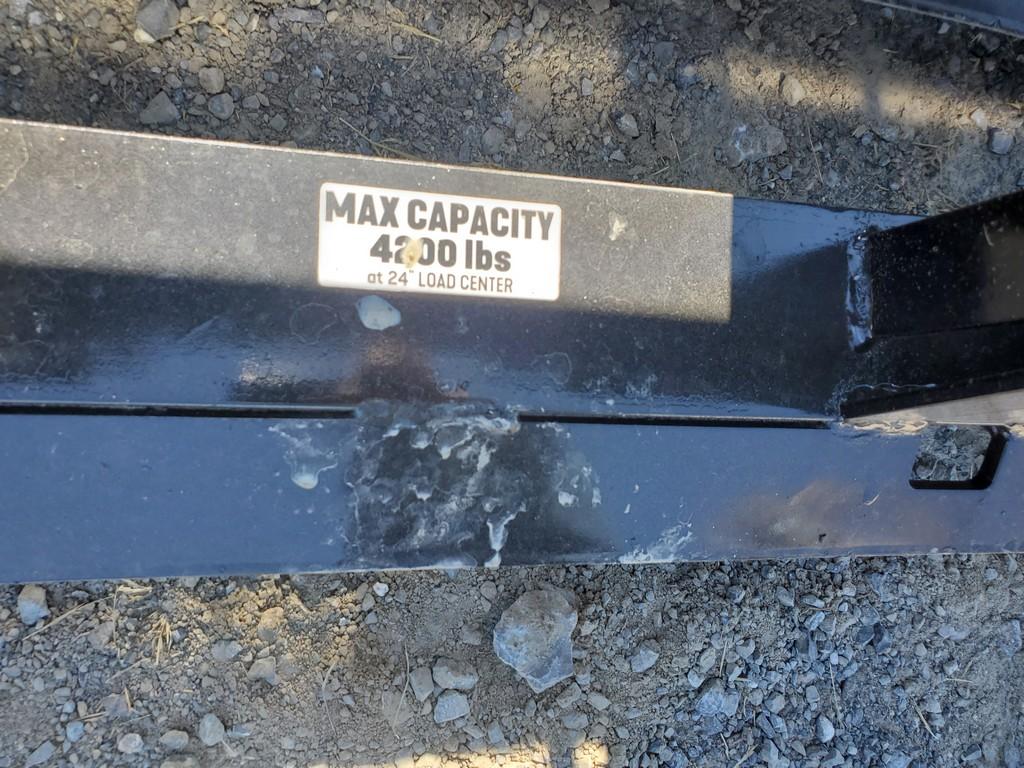 MAX CAPACITY
4200 lbs
at 24" LOAD CENTER